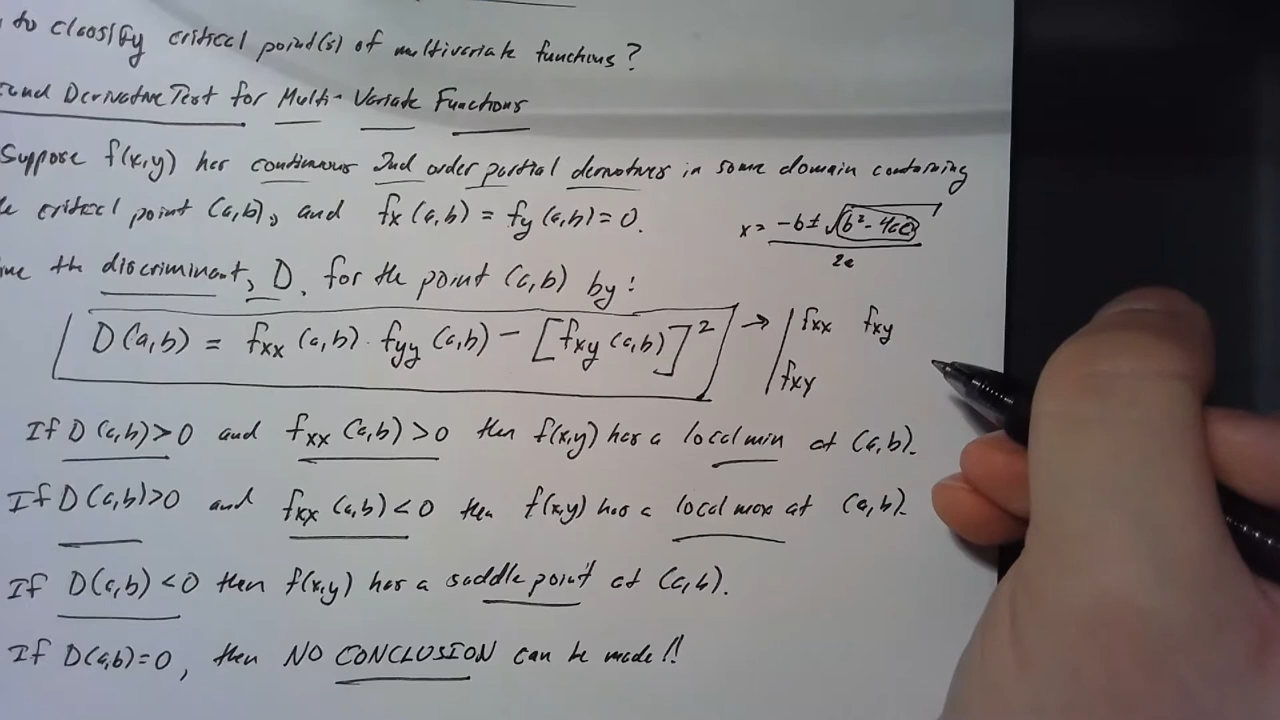 to classify critical point(s) of multivariate functions?
Derivative Test for Multi-Variate Functions
Suppose f(x,y) has continuous 2nd order partial derivatives in some domain containing
critical point (a,b), and fx(a,b) = fy(a,b) = 0.
x = -b ± √(b² - 4ac) / 2a
the discriminant, D, for the point (a,b) by:
D(a,b) = fxx(a,b) · fyy(a,b) - [fxy(a,b)]² → | fxx fxy
fxy
If D(a,b) > 0 and fxx(a,b) > 0 then f(x,y) has a local min at (a,b).
If D(a,b) > 0 and fxx(a,b) < 0 then f(x,y) has a local max at (a,b).
If D(a,b) < 0 then f(x,y) has a saddle point at (a,b).
If D(a,b) = 0, then NO CONCLUSION can be made!!